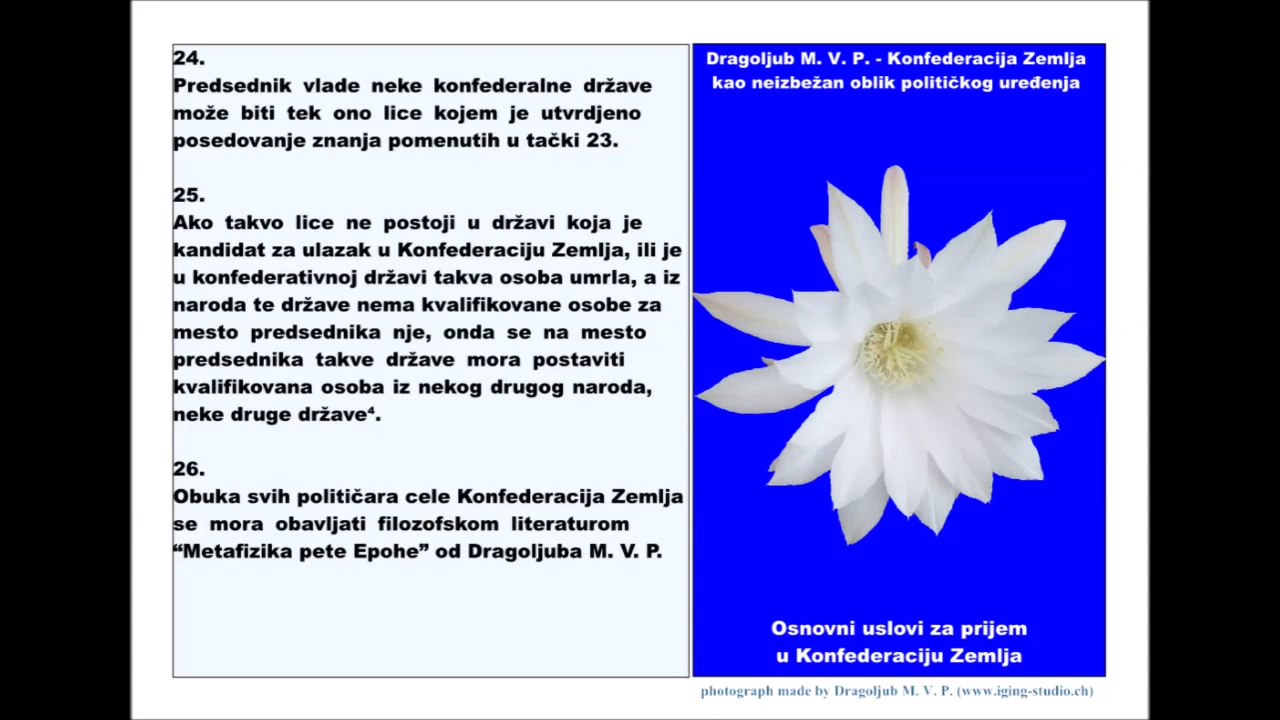 24.
Predsednik vlade neke konfederalne države
može biti tek ono lice kojem je utvrdjeno
posedovanje znanja pomenutih u tački 23.
25.
Ako takvo lice ne postoji u državi koja je
kandidat za ulazak u Konfederaciju Zemlja, ili je
u konfederativnoj državi takva osoba umrla, a iz
naroda te države nema kvalifikovane osobe za
mesto predsednika nje, onda se na mesto
predsednika takve države mora postaviti
kvalifikovana osoba iz nekog drugog naroda,
neke druge države⁴.
26.
Obuka svih političara cele Konfederacija Zemlja
se mora obavljati filozofskom literaturom
“Metafizika pete Epohe” od Dragoljuba M. V. P.
Dragoljub M. V. P. - Konfederacija Zemlja
kao neizbežan oblik političkog uređenja
Osnovni uslovi za prijem
u Konfederaciju Zemlja
photograph made by Dragoljub M. V. P. (www.iging-studio.ch)